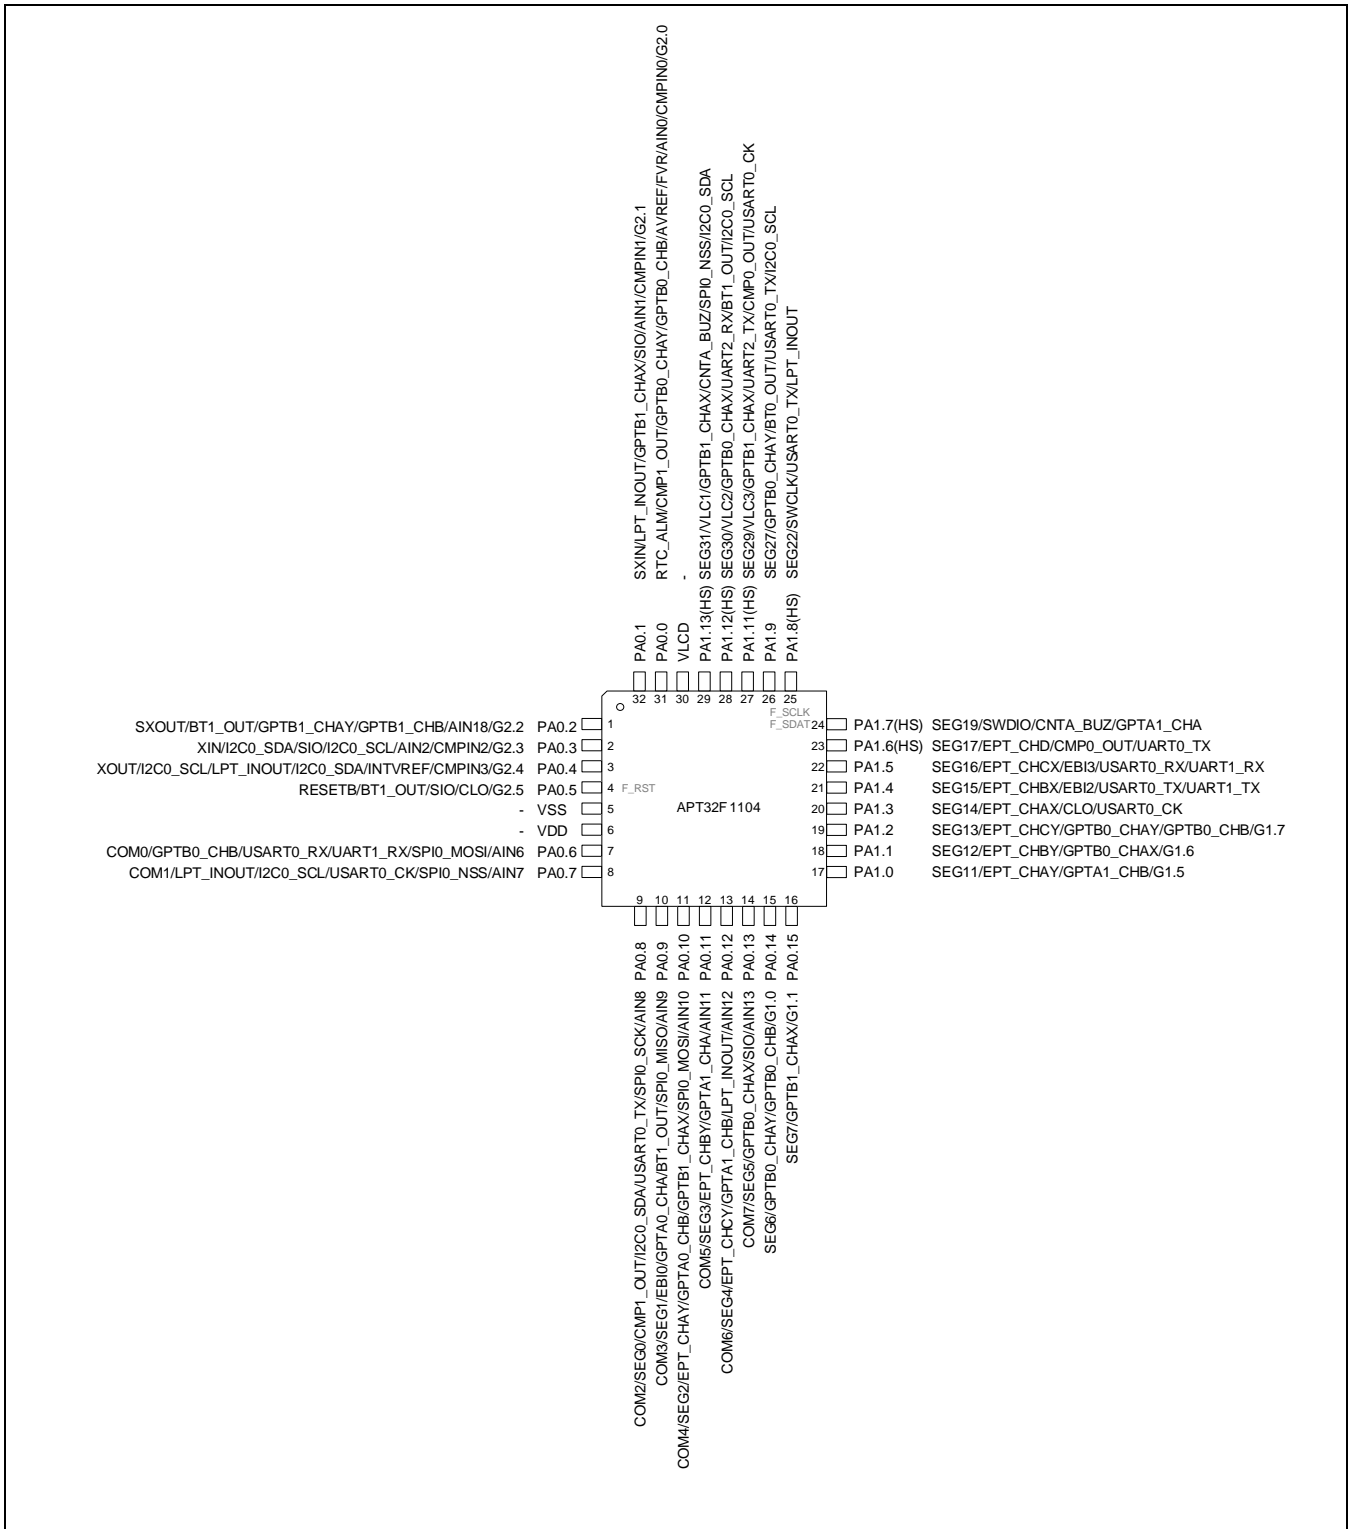 SXIN/LPT_INOUT/GPTB1_CHAX/SIO/AIN1/CMPIN1/G2.1
RTC_ALM/CMP1_OUT/GPTB0_CHAY/GPTB0_CHB/AVREF/FVR/AIN0/CMPIN0/G2.0
-
SEG31/VLC1/GPTB1_CHAX/CNTA_BUZ/SPI0_NSS/I2C0_SDA
SEG30/VLC2/GPTB0_CHAX/UART2_RX/BT1_OUT/I2C0_SCL
SEG29/VLC3/GPTB1_CHAX/UART2_TX/CMP0_OUT/USART0_CK
SEG27/GPTB0_CHAY/BT0_OUT/USART0_TX/I2C0_SCL
SEG22/SWCLK/USART0_TX/LPT_INOUT
PA0.1
PA0.0
VLCD
PA1.13(HS)
PA1.12(HS)
PA1.11(HS)
PA1.9
PA1.8(HS)
32 31 30 29 28 27 26 25
F_SCLK
F_SDAT
SXOUT/BT1_OUT/GPTB1_CHAY/GPTB1_CHB/AIN18/G2.2 PA0.2 1
XIN/I2C0_SDA/SIO/I2C0_SCL/AIN2/CMPIN2/G2.3 PA0.3 2
XOUT/I2C0_SCL/LPT_INOUT/I2C0_SDA/INTVREF/CMPIN3/G2.4 PA0.4 3
RESETB/BT1_OUT/SIO/CLO/G2.5 PA0.5 4 F_RST
- VSS 5
- VDD 6
COM0/GPTB0_CHB/USART0_RX/UART1_RX/SPI0_MOSI/AIN6 PA0.6 7
COM1/LPT_INOUT/I2C0_SCL/USART0_CK/SPI0_NSS/AIN7 PA0.7 8
APT32F1104
24 PA1.7(HS) SEG19/SWDIO/CNTA_BUZ/GPTA1_CHA
23 PA1.6(HS) SEG17/EPT_CHD/CMP0_OUT/UART0_TX
22 PA1.5 SEG16/EPT_CHCX/EBI3/USART0_RX/UART1_RX
21 PA1.4 SEG15/EPT_CHBX/EBI2/USART0_TX/UART1_TX
20 PA1.3 SEG14/EPT_CHAX/CLO/USART0_CK
19 PA1.2 SEG13/EPT_CHCY/GPTB0_CHAY/GPTB0_CHB/G1.7
18 PA1.1 SEG12/EPT_CHBY/GPTB0_CHAX/G1.6
17 PA1.0 SEG11/EPT_CHAY/GPTA1_CHB/G1.5
9 10 11 12 13 14 15 16
PA0.8
PA0.9
PA0.10
PA0.11
PA0.12
PA0.13
PA0.14
PA0.15
COM2/SEG0/CMP1_OUT/I2C0_SDA/USART0_TX/SPI0_SCK/AIN8
COM3/SEG1/EBI0/GPTA0_CHA/BT1_OUT/SPI0_MISO/AIN9
COM4/SEG2/EPT_CHAY/GPTA0_CHB/GPTB1_CHAX/SPI0_MOSI/AIN10
COM5/SEG3/EPT_CHBY/GPTA1_CHA/AIN11
COM6/SEG4/EPT_CHCY/GPTA1_CHB/LPT_INOUT/AIN12
COM7/SEG5/GPTB0_CHAX/SIO/AIN13
SEG6/GPTB0_CHAY/GPTB0_CHB/G1.0
SEG7/GPTB1_CHAX/G1.1